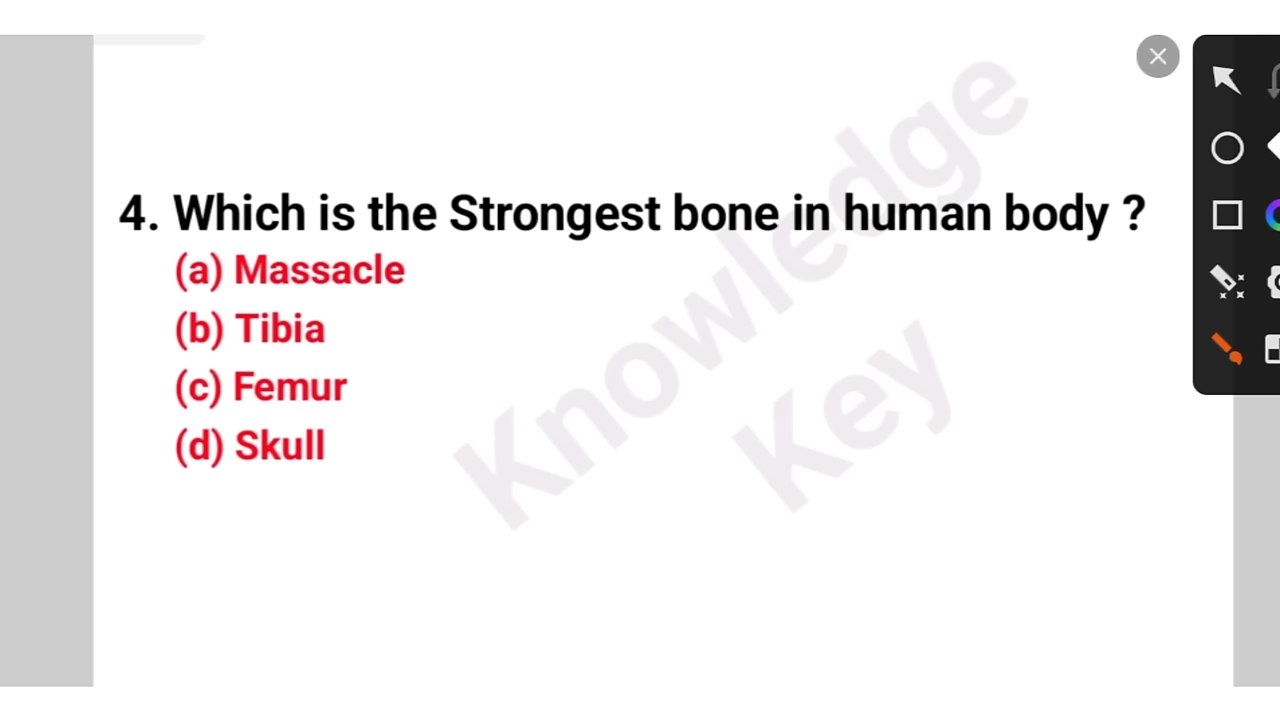 4. Which is the Strongest bone in human body ?
(a) Massacle
(b) Tibia
(c) Femur
(d) Skull
Knowledge
Key